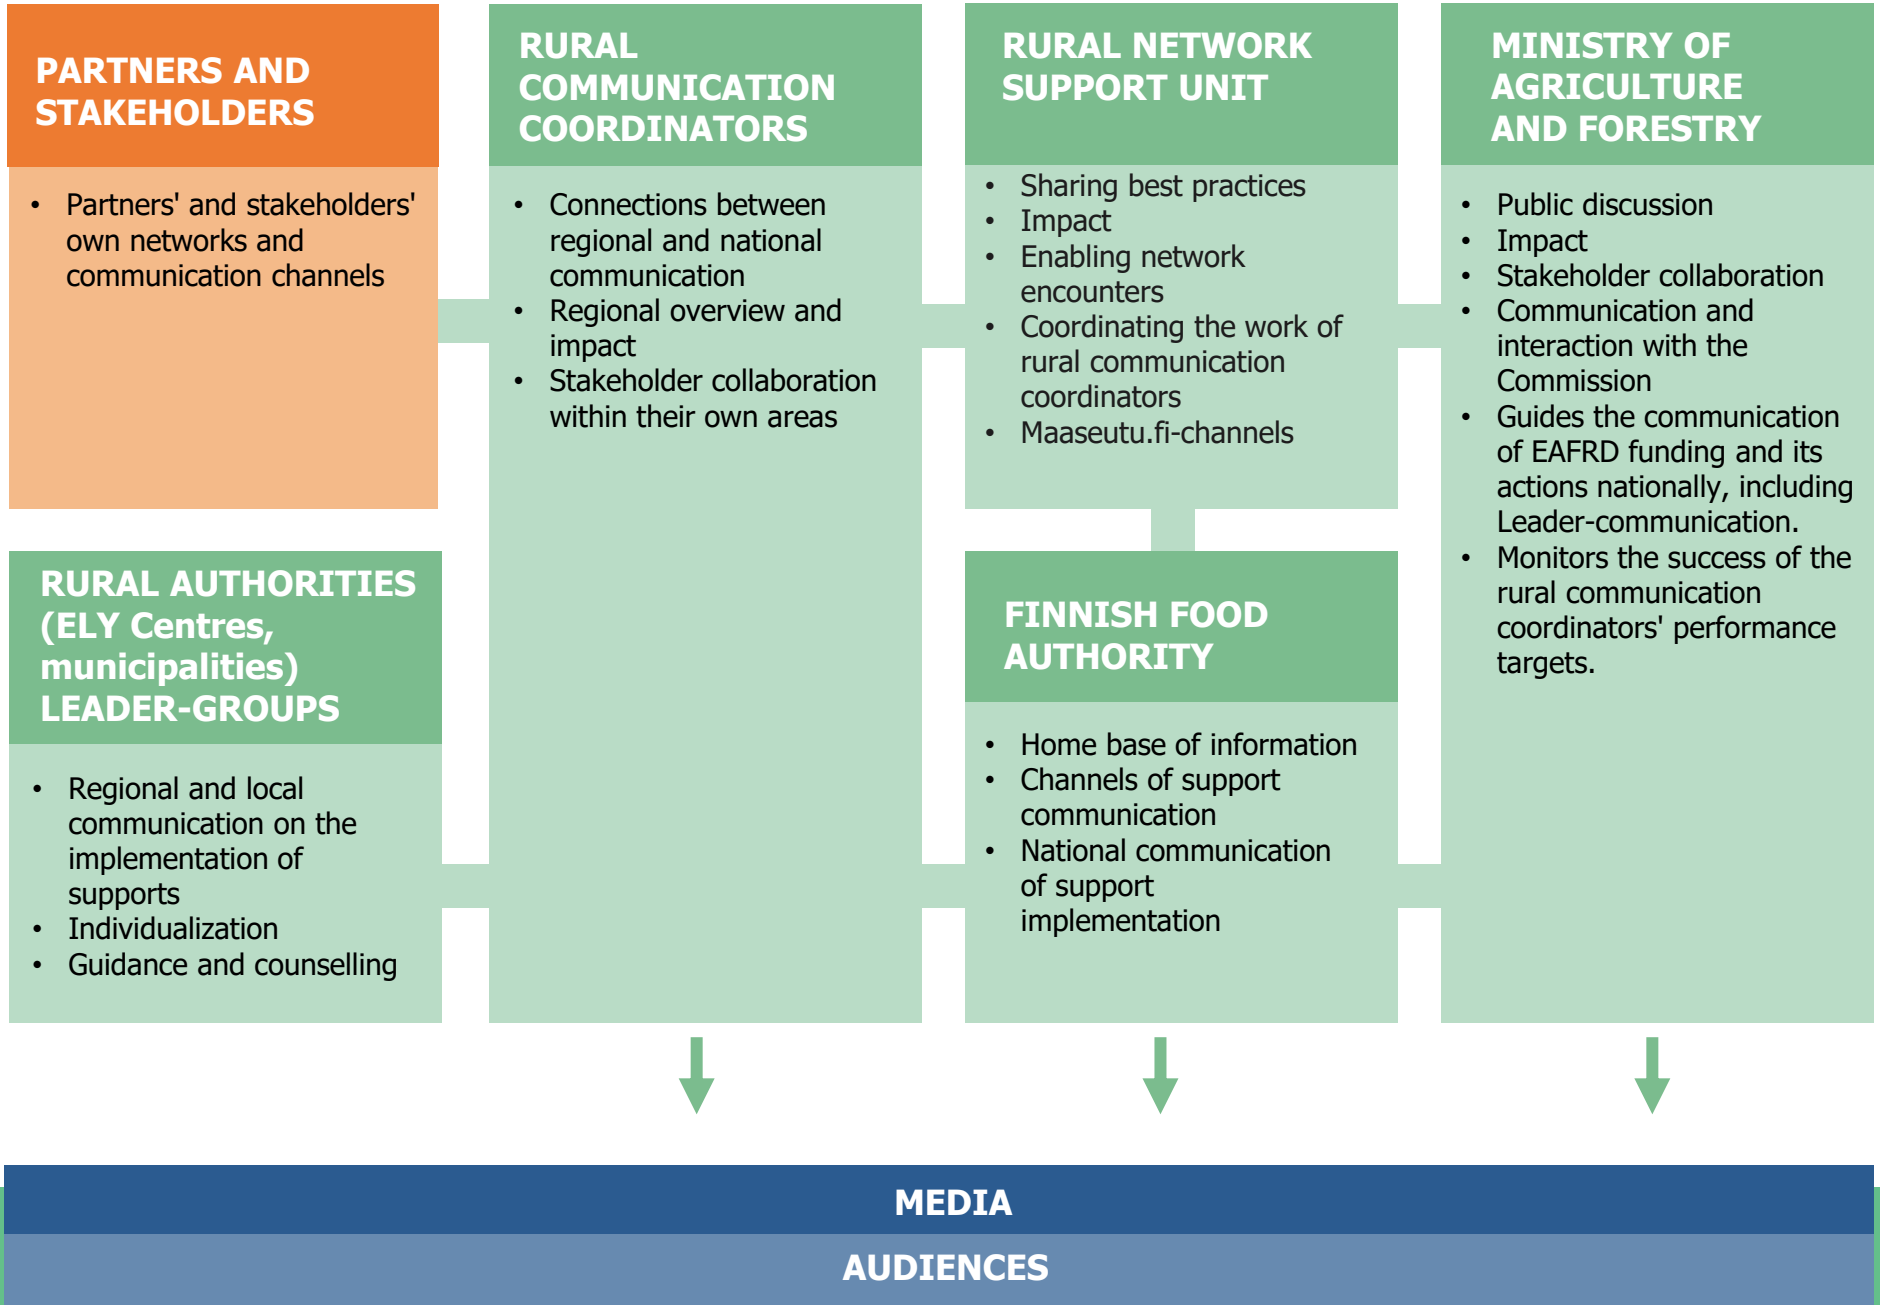 PARTNERS AND
STAKEHOLDERS
• Partners' and stakeholders'
own networks and
communication channels
RURAL AUTHORITIES
(ELY Centres,
municipalities)
LEADER-GROUPS
• Regional and local
communication on the
implementation of
supports
• Individualization
• Guidance and counselling
RURAL
COMMUNICATION
COORDINATORS
• Connections between
regional and national
communication
• Regional overview and
impact
• Stakeholder collaboration
within their own areas
RURAL NETWORK
SUPPORT UNIT
• Sharing best practices
• Impact
• Enabling network
encounters
• Coordinating the work of
rural communication
coordinators
• Maaseutu.fi-channels
FINNISH FOOD
AUTHORITY
• Home base of information
• Channels of support
communication
• National communication
of support
implementation
MINISTRY OF
AGRICULTURE
AND FORESTRY
• Public discussion
• Impact
• Stakeholder collaboration
• Communication and
interaction with the
Commission
• Guides the communication
of EAFRD funding and its
actions nationally, including
Leader-communication.
• Monitors the success of the
rural communication
coordinators' performance
targets.
MEDIA
AUDIENCES